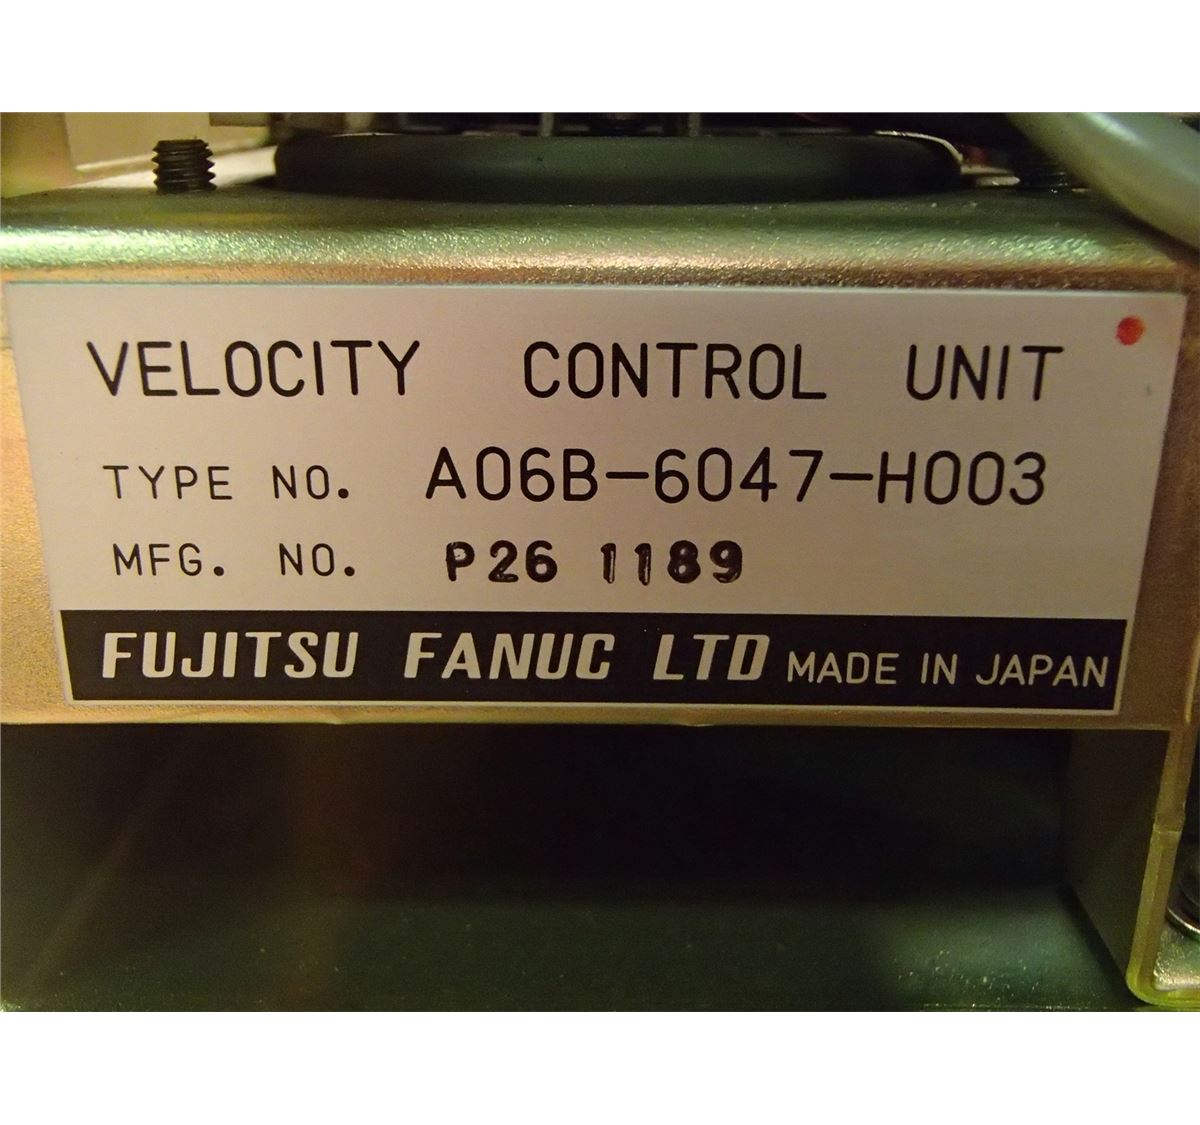 VELOCITY CONTROL UNIT
TYPE NO. A06B-6047-H003
MFG. NO. P26 1189
FUJITSU FANUC LTD MADE IN JAPAN